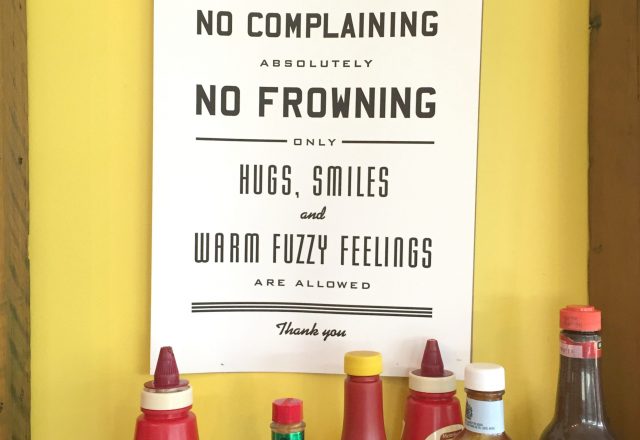 NO COMPLAINING
ABSOLUTELY
NO FROWNING
ONLY
HUGS, SMILES
and
WARM FUZZY FEELINGS
ARE ALLOWED
Thank you